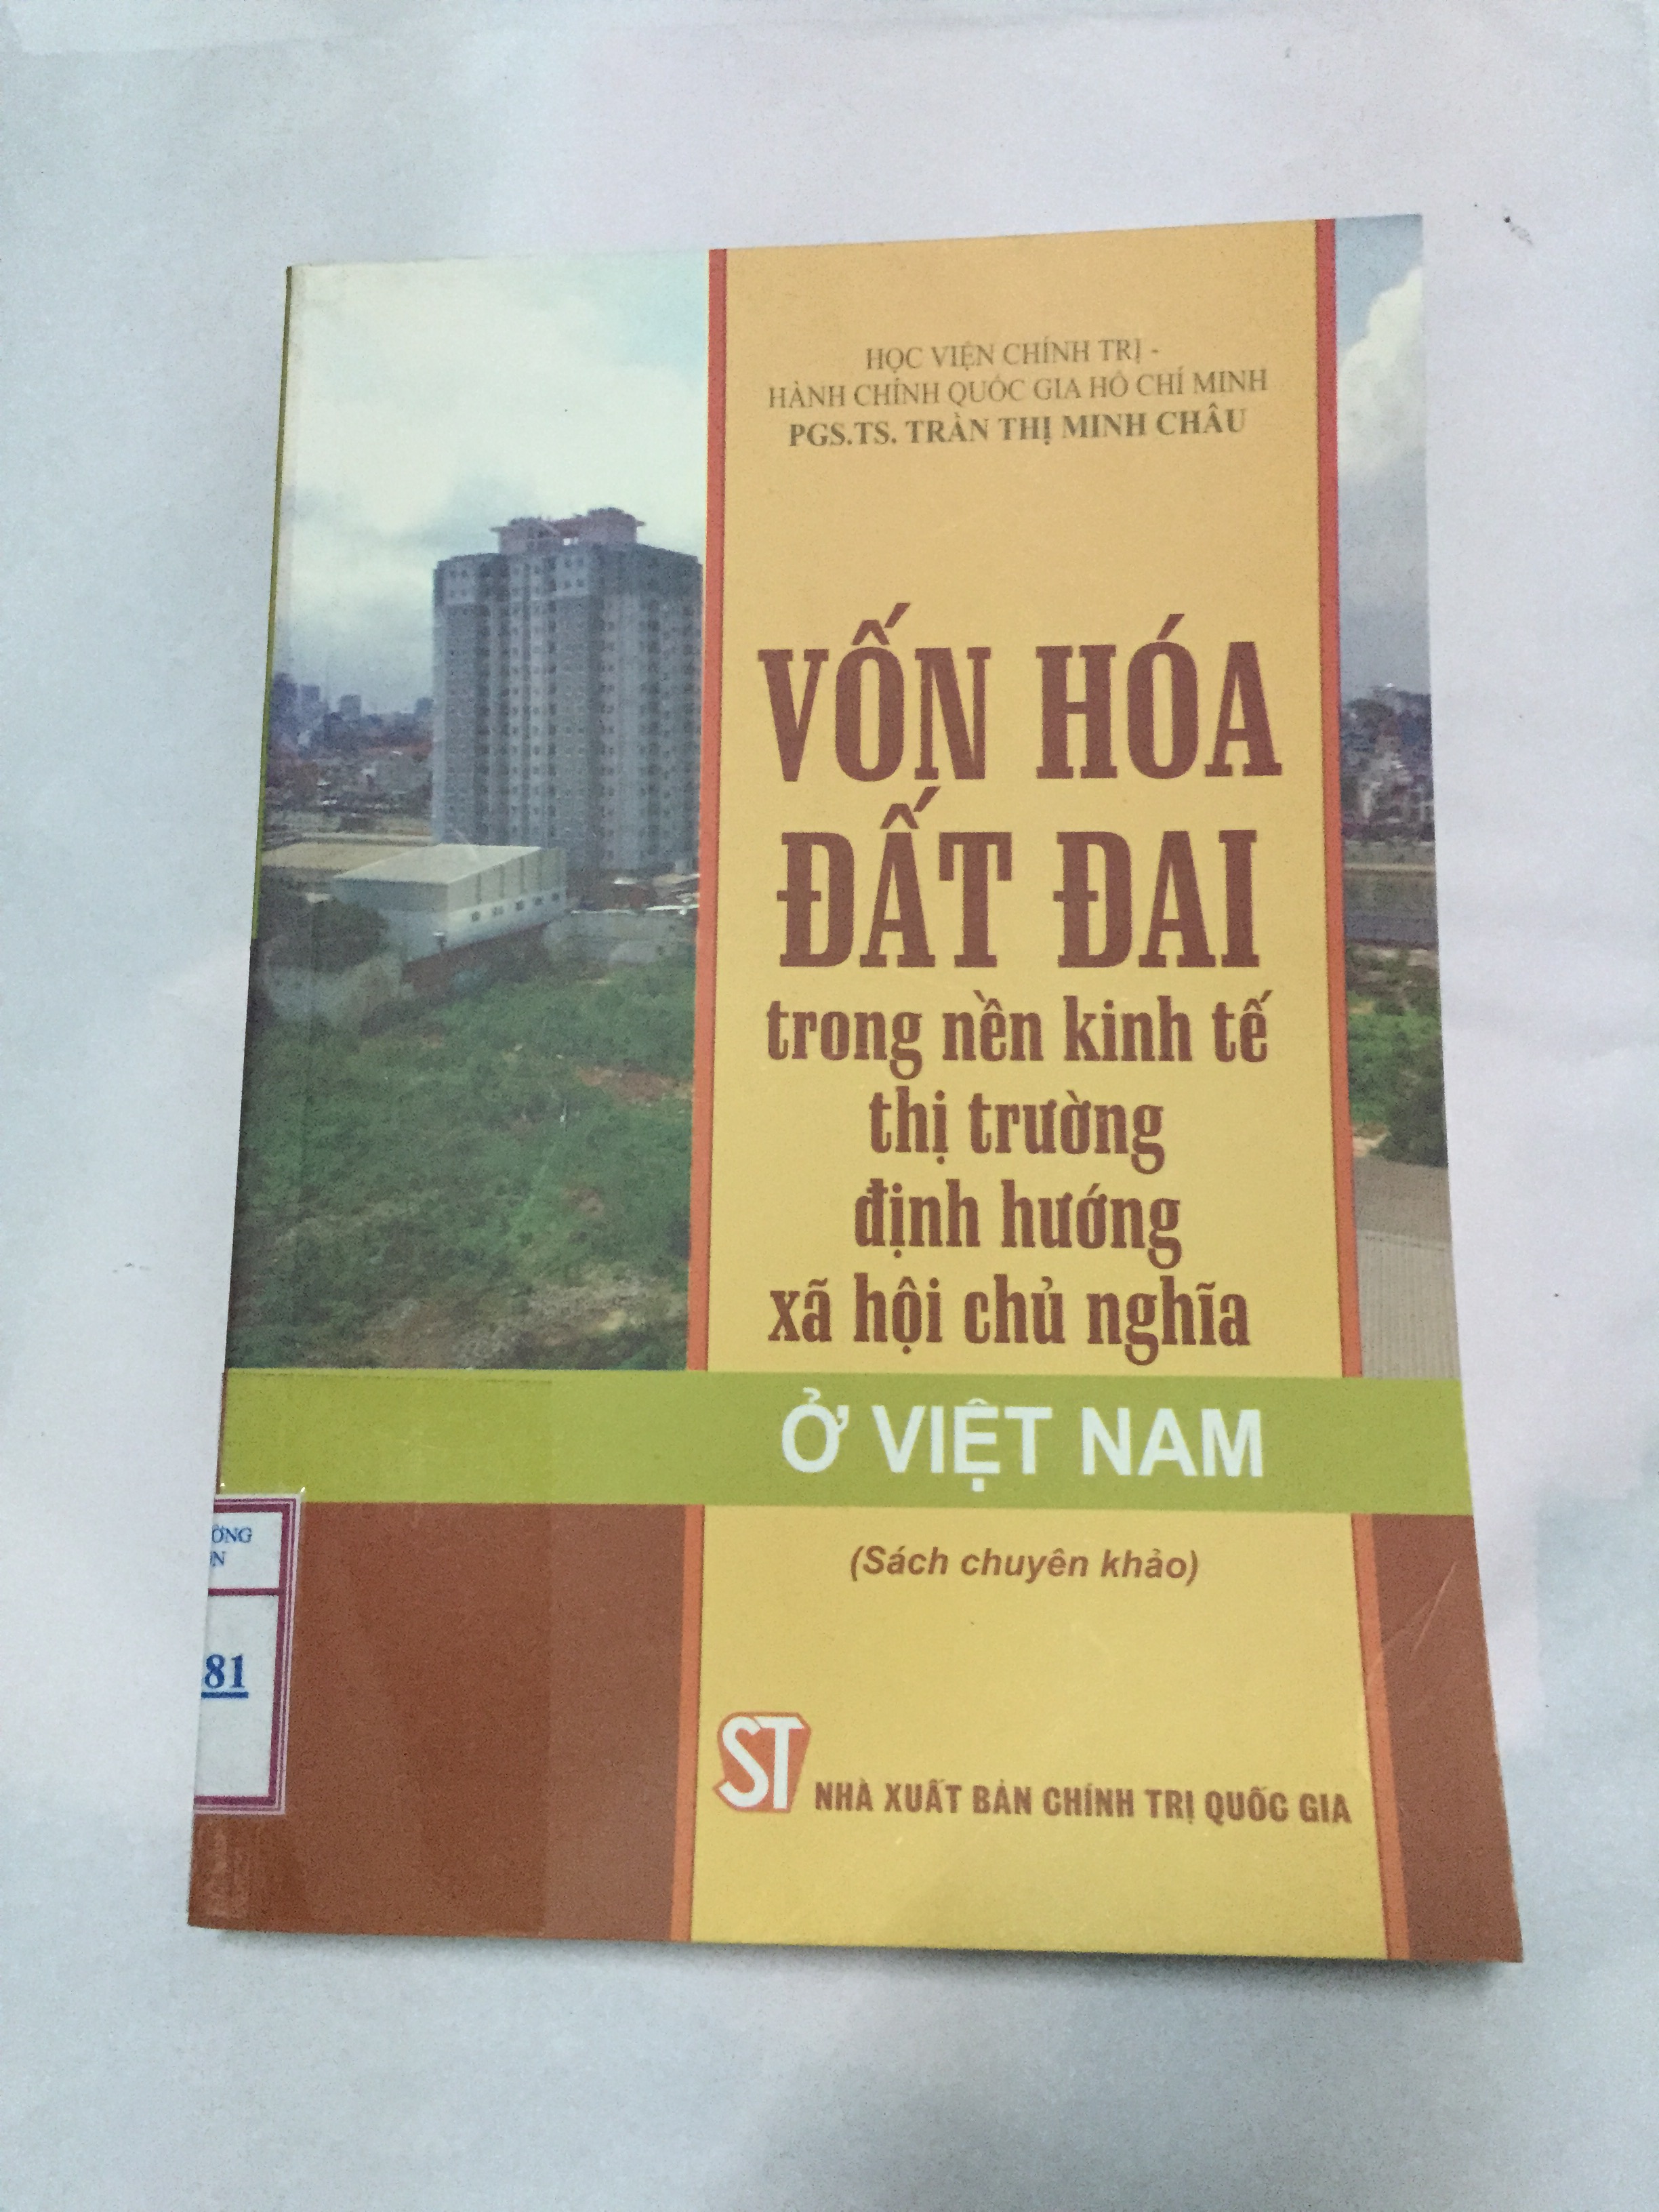 HỌC VIỆN CHÍNH TRỊ -
HÀNH CHÍNH QUỐC GIA HỒ CHÍ MINH
PGS.TS. TRẦN THỊ MINH CHÂU
VỐN HÓA
ĐẤT ĐAI
trong nền kinh tế
thị trường
định hướng
xã hội chủ nghĩa
Ở VIỆT NAM
(Sách chuyên khảo)
ỜNG
81
ST
NHÀ XUẤT BẢN CHÍNH TRỊ QUỐC GIA